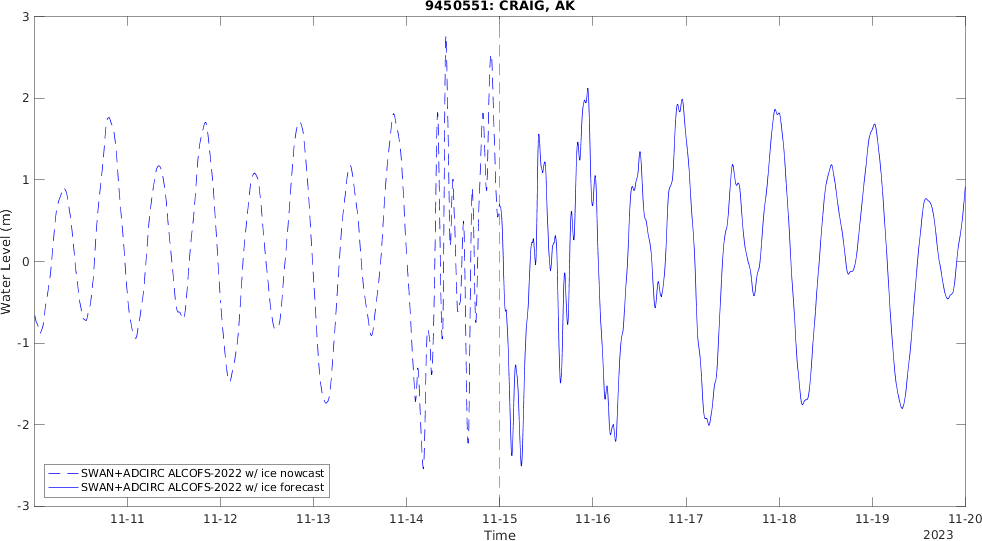 9450551: CRAIG, AK
3
2
1
0
-1
-2
-3
Water Level (m)
SWAN+ADCIRC ALCOFS-2022 w/ ice nowcast
SWAN+ADCIRC ALCOFS-2022 w/ ice forecast
11-11 11-12 11-13 11-14 11-15 11-16 11-17 11-18 11-19 11-20
Time
2023